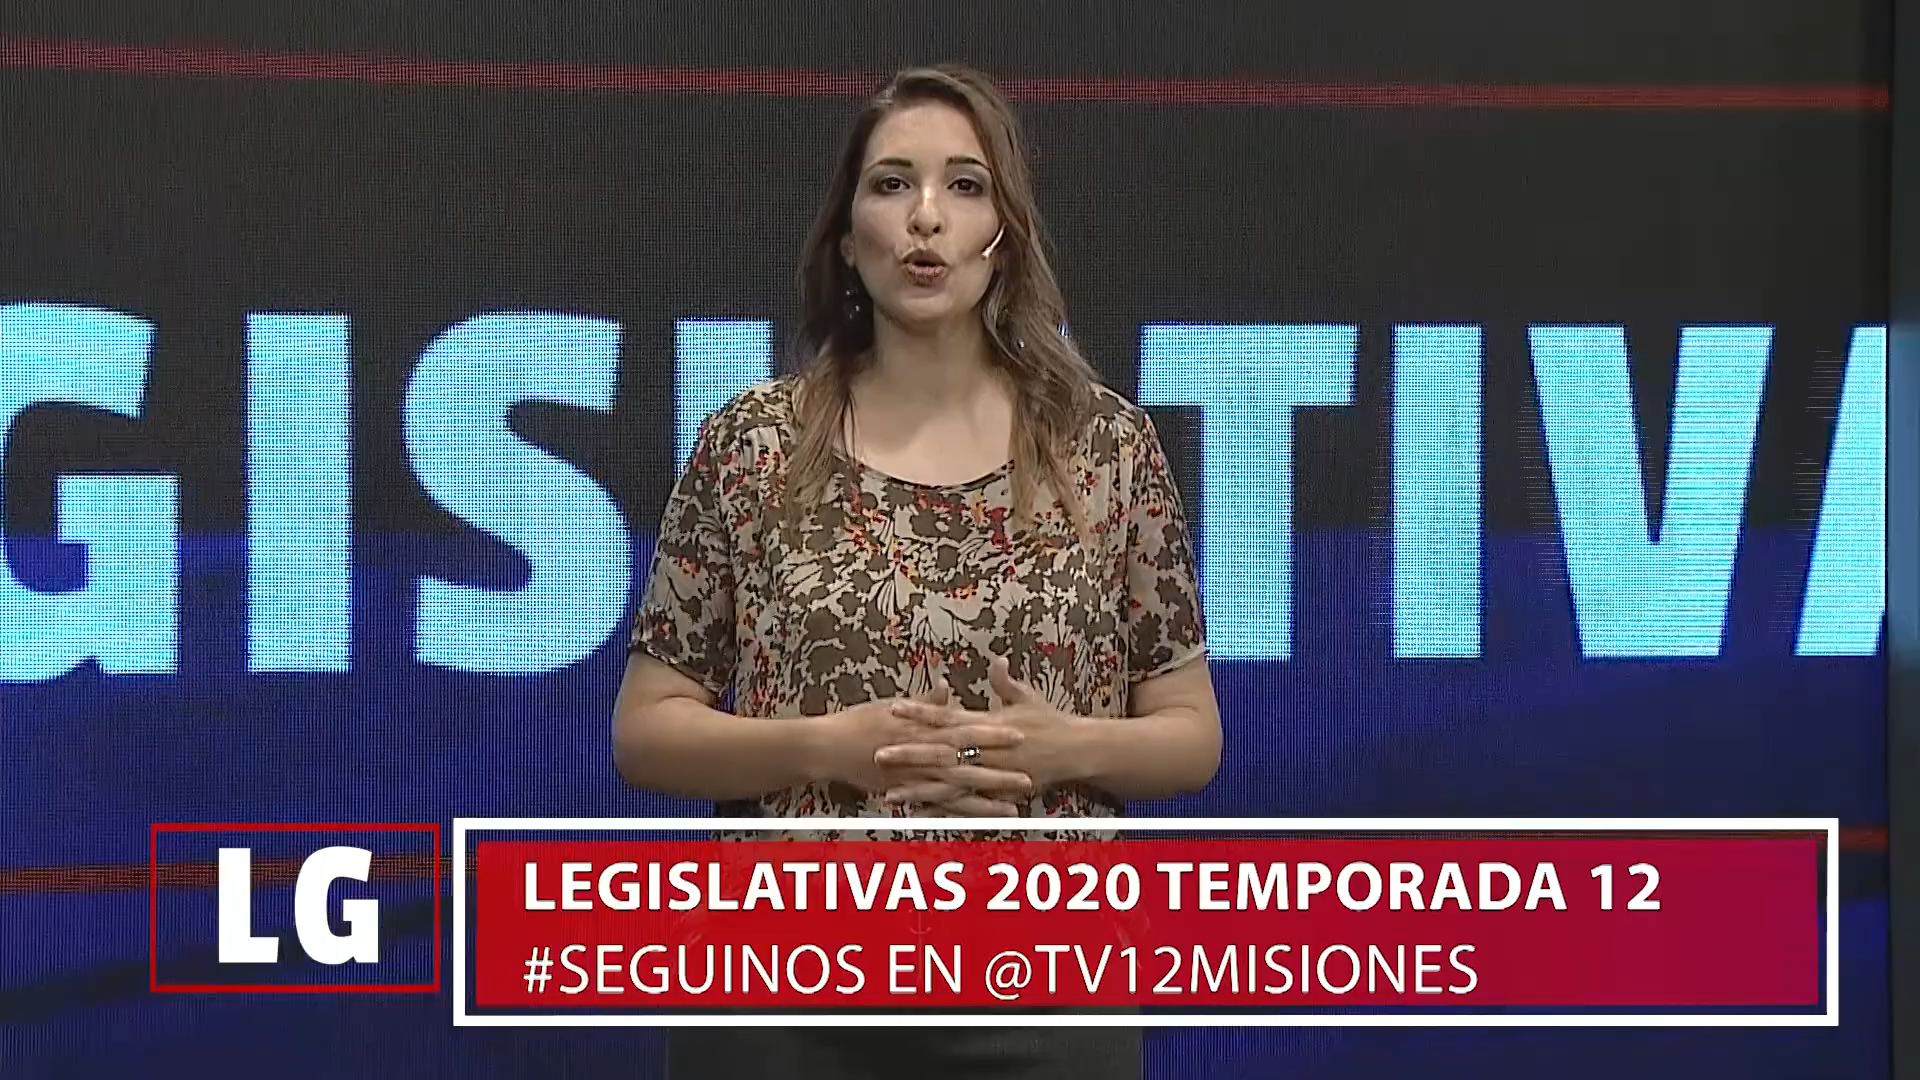 GISLATIVA
LG
LEGISLATIVAS 2020 TEMPORADA 12
#SEGUINOS EN @TV12MISIONES